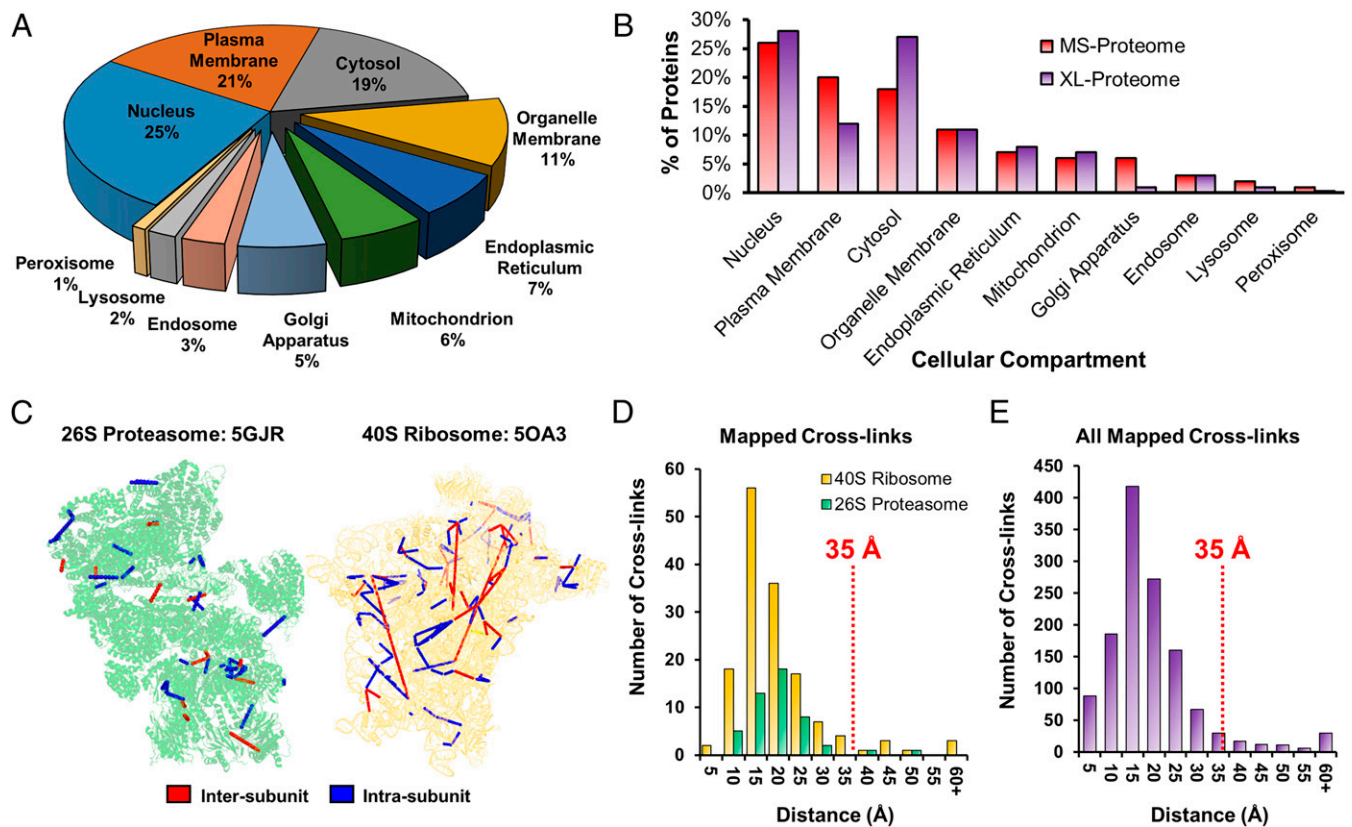 A
Plasma
Membrane
21%
Cytosol
19%
Nucleus
25%
Organelle
Membrane
11%
Endoplasmic
Reticulum
7%
Mitochondrion
6%
Golgi
Apparatus
5%
Endosome
3%
Lysosome
2%
Peroxisome
1%
B
% of Proteins
30%
25%
20%
15%
10%
5%
0%
MS-Proteome
XL-Proteome
Nucleus
Plasma Membrane
Cytosol
Organelle Membrane
Endoplasmic Reticulum
Mitochondrion
Golgi Apparatus
Endosome
Lysosome
Peroxisome
Cellular Compartment
C
26S Proteasome: 5GJR
40S Ribosome: 5OA3
Inter-subunit
Intra-subunit
D
Mapped Cross-links
Number of Cross-links
60
50
40
30
20
10
0
40S Ribosome
26S Proteasome
35 Å
5 10 15 20 25 30 35 40 45 50 55 60+
Distance (Å)
E
All Mapped Cross-links
Number of Cross-links
450
400
350
300
250
200
150
100
50
0
35 Å
5 10 15 20 25 30 35 40 45 50 55 60+
Distance (Å)